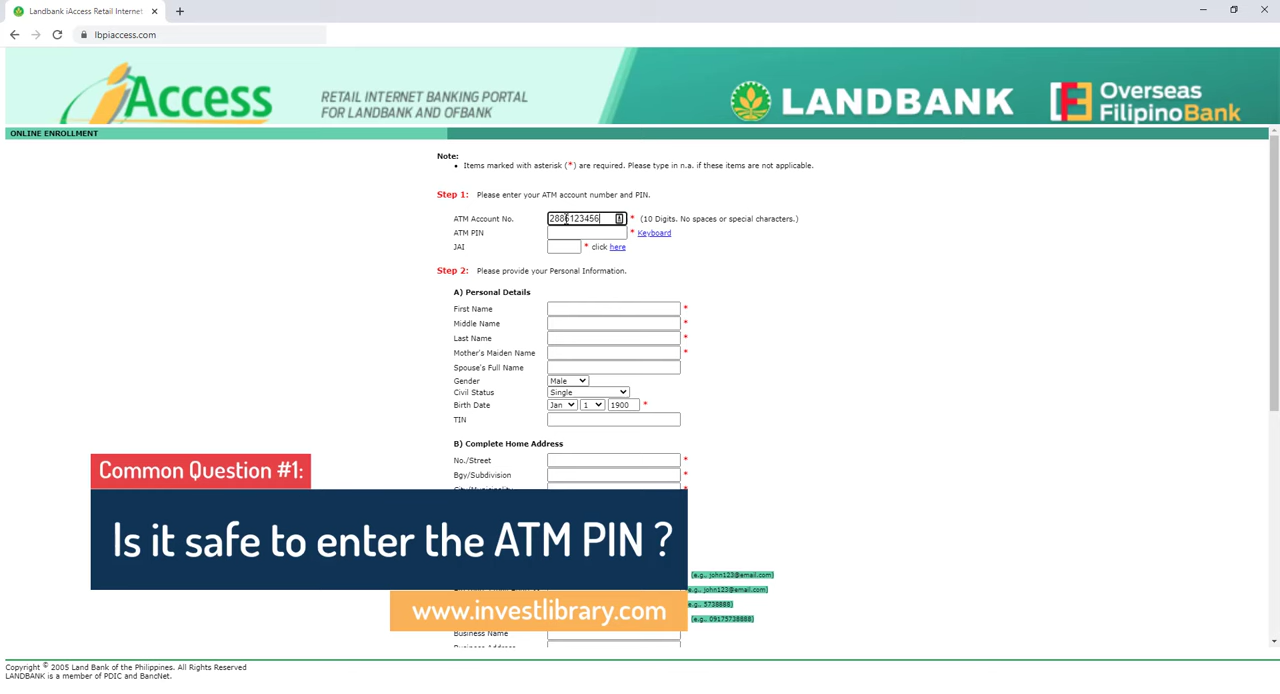 Landbank iAccess Retail Internet
lbpiaccess.com
iAccess
RETAIL INTERNET BANKING PORTAL
FOR LANDBANK AND OFBANK
LANDBANK
Overseas
FilipinoBank
ONLINE ENROLLMENT
Note:
Items marked with asterisk (*) are required. Please type in n.a. if these items are not applicable.
Step 1: Please enter your ATM account number and PIN.
ATM Account No. 2886123456 * (10 Digits. No spaces or special characters.)
ATM PIN * Keyboard
JAI * click here
Step 2: Please provide your Personal Information.
A) Personal Details
First Name *
Middle Name *
Last Name *
Mother's Maiden Name *
Spouse's Full Name
Gender Male
Civil Status Single
Birth Date Jan 1 1900 *
TIN
B) Complete Home Address
No./Street *
Bgy/Subdivision *
City/Municipality *
Common Question #1:
Is it safe to enter the ATM PIN ?
(e.g., john123@email.com)
e.g., john123@email.com)
e.g., 5738888)
e.g., 09175738888)
www.investlibrary.com
Business Name
Business Address
Copyright © 2005 Land Bank of the Philippines. All Rights Reserved
LANDBANK is a member of PDIC and BancNet.